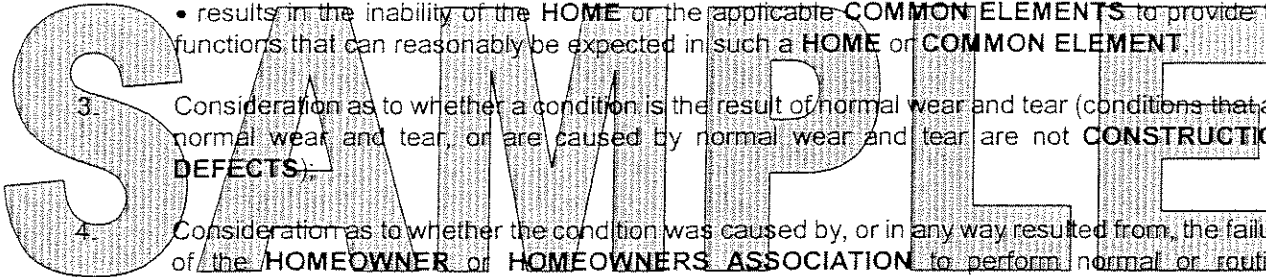 • results in the inability of the HOME or the applicable COMMON ELEMENTS to provide
functions that can reasonably be expected in such a HOME or COMMON ELEMENT.
3. Consideration as to whether a condition is the result of normal wear and tear (conditions that
normal wear and tear, or are caused by normal wear and tear are not
DEFECTS);
4. Consideration as to whether the condition was caused by, or in any way resulted from, the
of the HOMEOWNER or HOMEOWNERS ASSOCIATION to perform normal or
SAMPLE